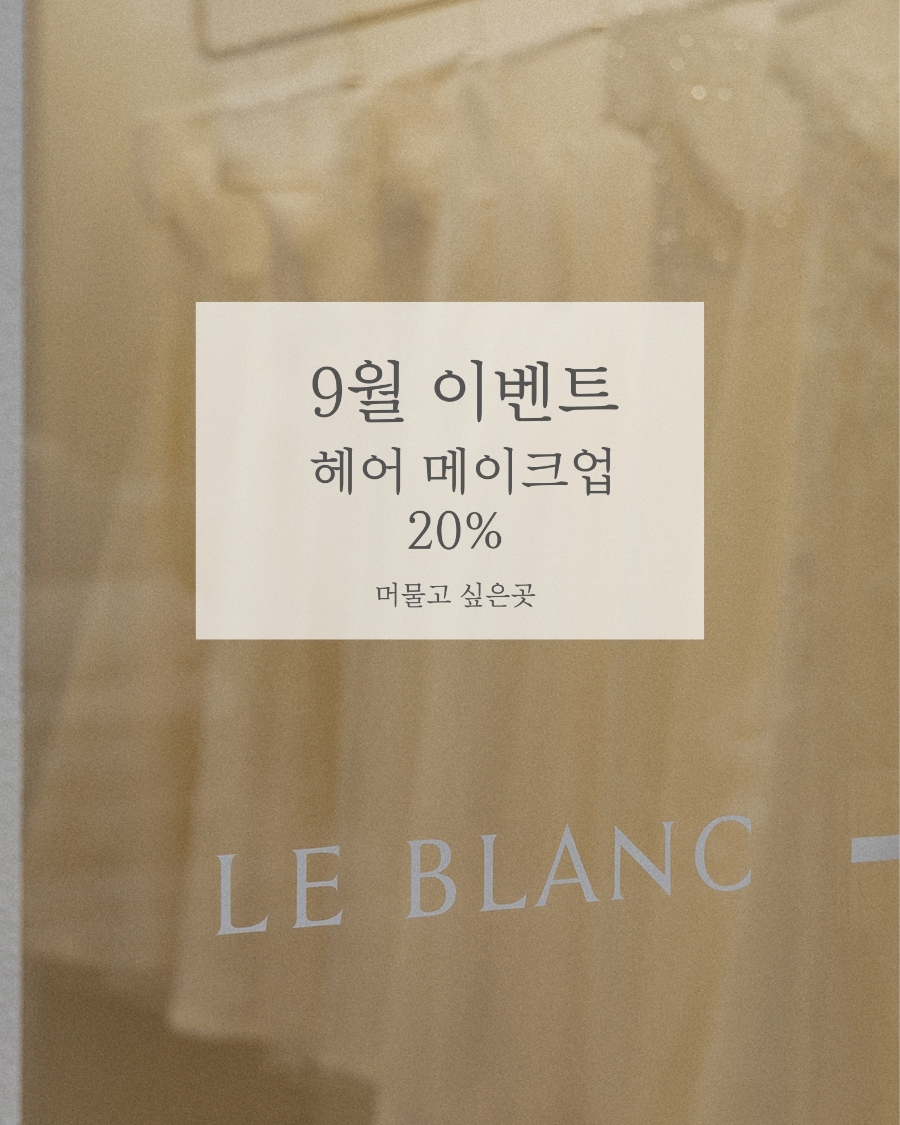 9월 이벤트
헤어 메이크업
20%
머물고 싶은곳
LE BLANC